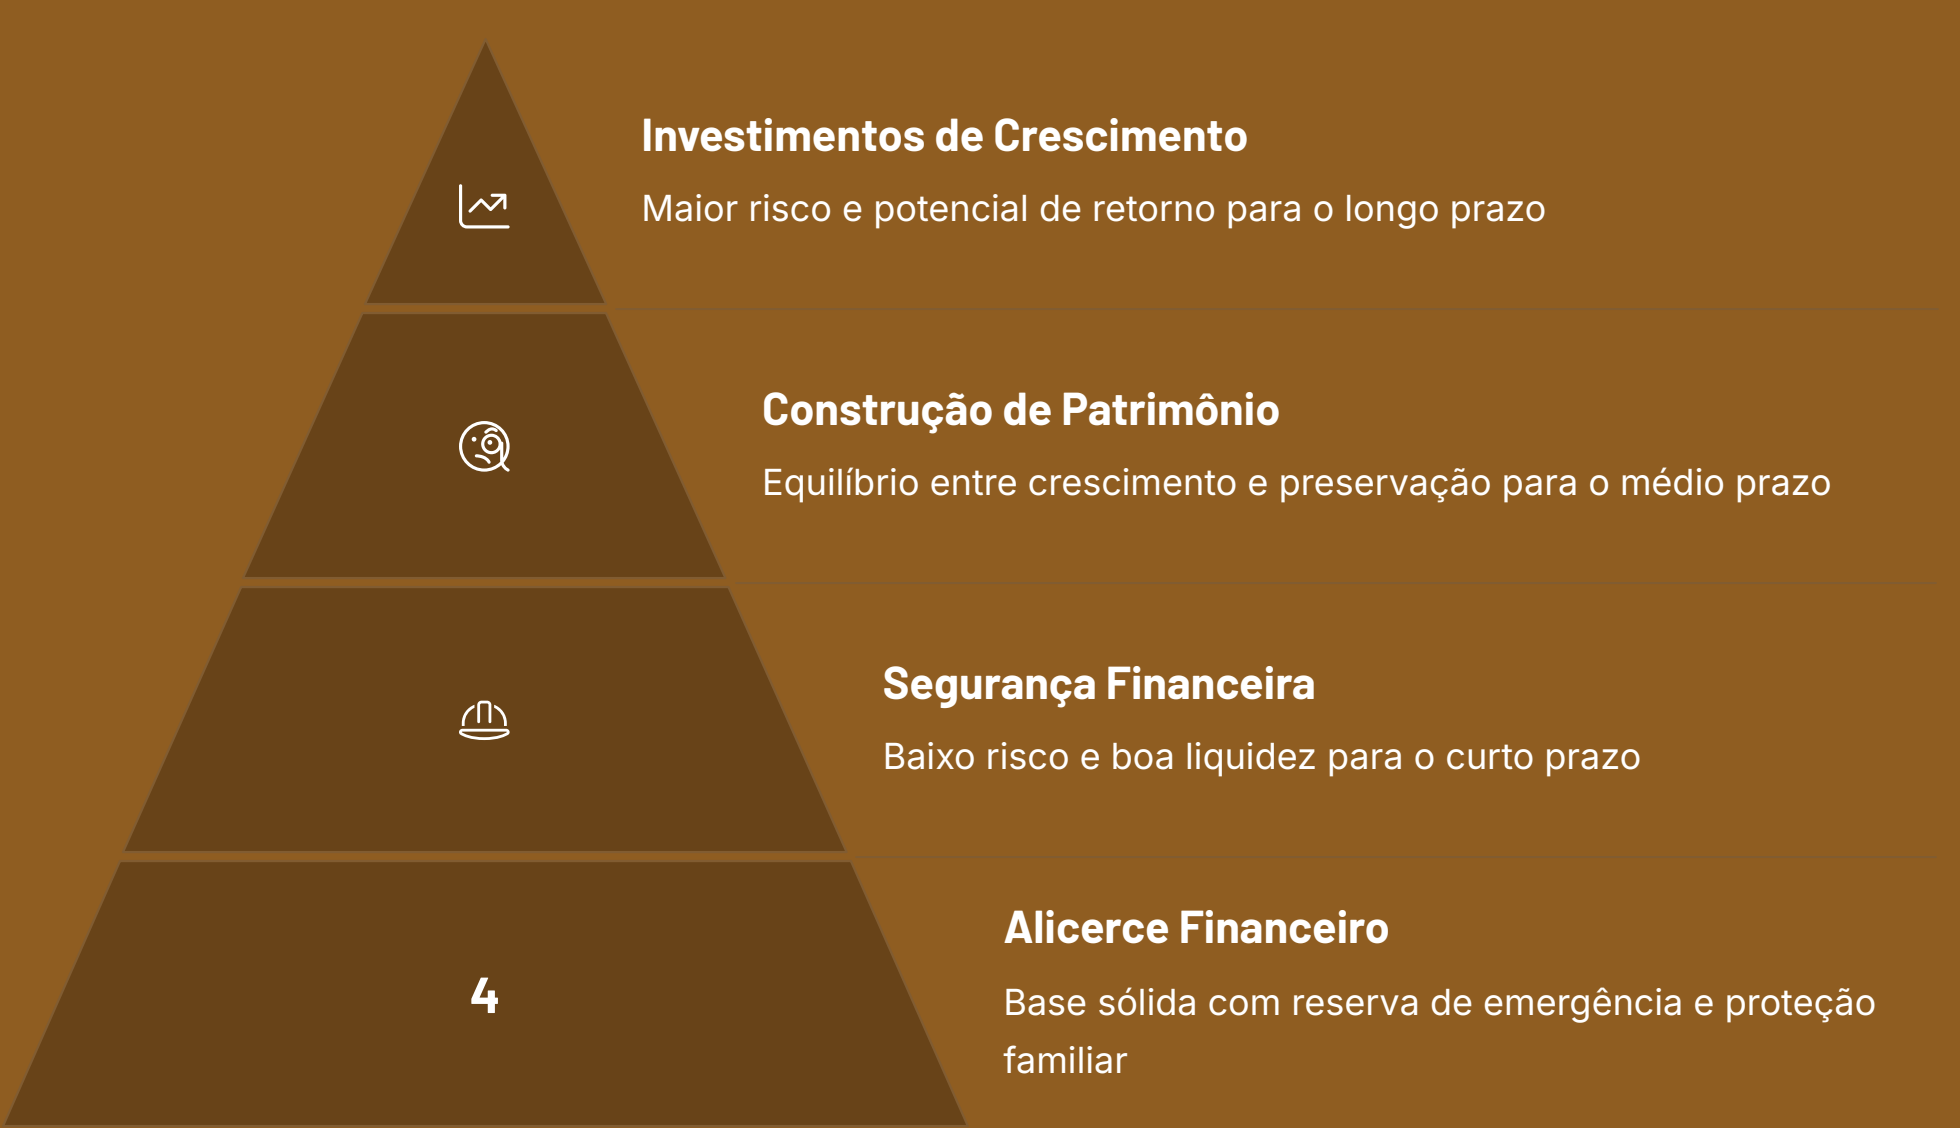 Investimentos de Crescimento
Maior risco e potencial de retorno para o longo prazo
Construção de Patrimônio
Equilíbrio entre crescimento e preservação para o médio prazo
Segurança Financeira
Baixo risco e boa liquidez para o curto prazo
4
Alicerce Financeiro
Base sólida com reserva de emergência e proteção
familiar